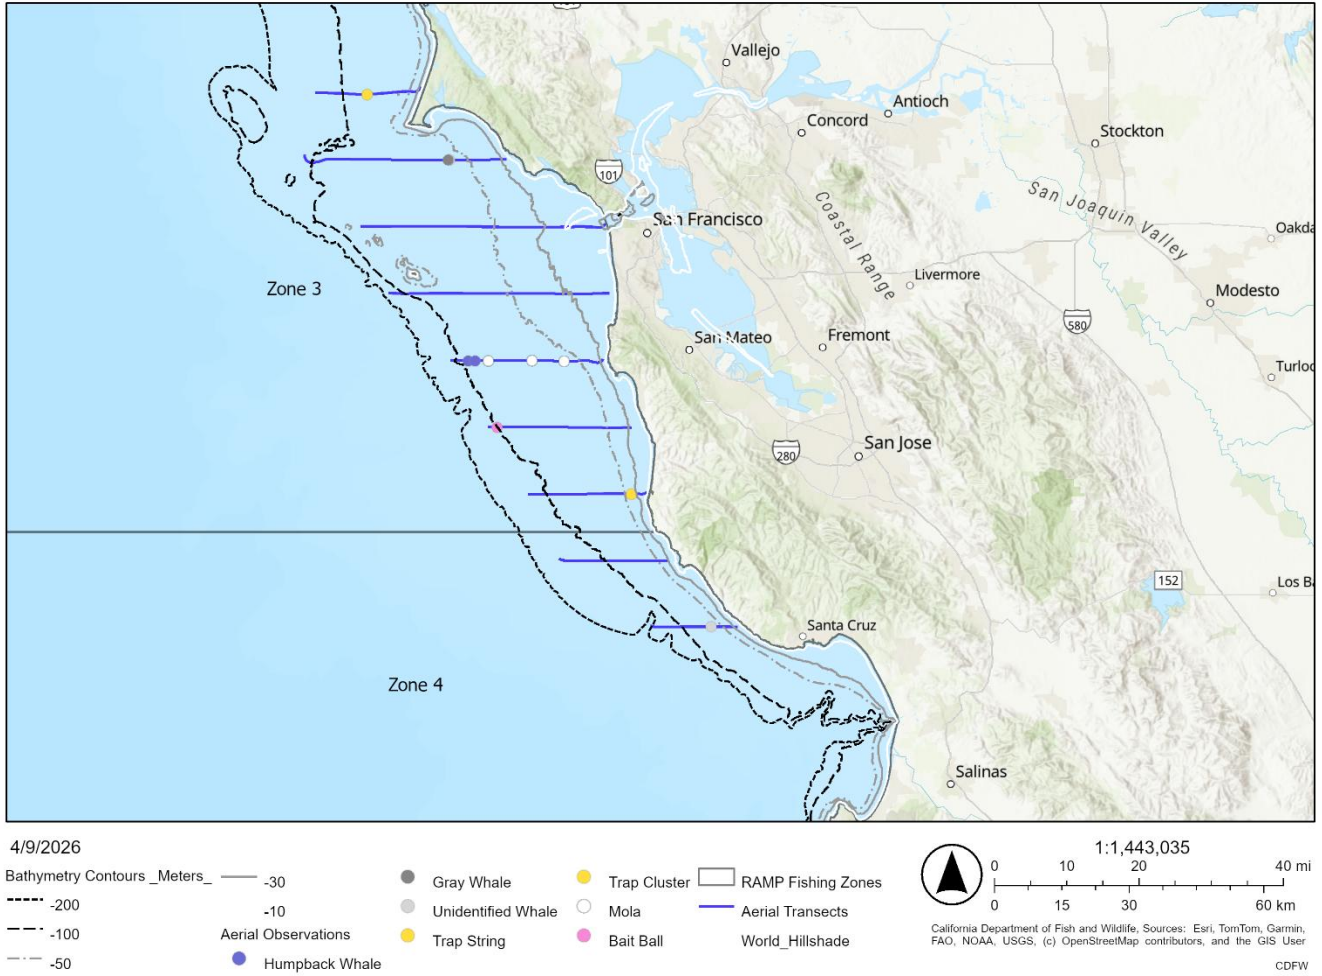 101
Vallejo
Antioch
Concord
Stockton
101
San Joaquin Valley
San Francisco
Coastal Range
Oakda
Livermore
Zone 3
Modesto
580
San Mateo
Fremont
Turloc
San Jose
280
152
Los Ba
Santa Cruz
Zone 4
Salinas
4/9/2026
Bathymetry Contours _Meters_
-200
-100
-50
-30
-10
Aerial Observations
Humpback Whale
Gray Whale
Unidentified Whale
Trap String
Trap Cluster
Mola
Bait Ball
RAMP Fishing Zones
Aerial Transects
World_Hillshade
1:1,443,035
0 10 20 40 mi
0 15 30 60 km
California Department of Fish and Wildlife, Sources: Esri, TomTom, Garmin,
FAO, NOAA, USGS, (c) OpenStreetMap contributors, and the GIS User
CDFW